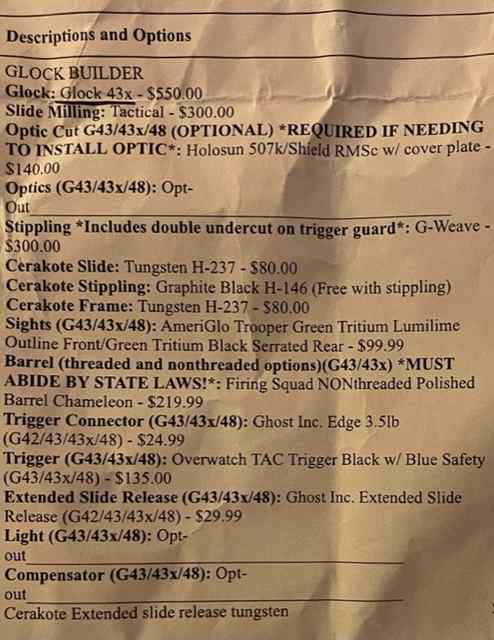 Descriptions and Options
GLOCK BUILDER
Glock: Glock 43x - $550.00
Slide Milling: Tactical - $300.00
Optic Cut G43/43x/48 (OPTIONAL) *REQUIRED IF NEEDING
TO INSTALL OPTIC*: Holosun 507k/Shield RMSc w/ cover plate -
$140.00
Optics (G43/43x/48): Opt-
Out
Stippling *Includes double undercut on trigger guard*: G-Weave -
$300.00
Cerakote Slide: Tungsten H-237 - $80.00
Cerakote Stippling: Graphite Black H-146 (Free with stippling)
Cerakote Frame: Tungsten H-237 - $80.00
Sights (G43/43x/48): AmeriGlo Trooper Green Tritium Lumilime
Outline Front/Green Tritium Black Serrated Rear - $99.99
Barrel (threaded and nonthreaded options)(G43/43x) *MUST
ABIDE BY STATE LAWS!*: Firing Squad NONthreaded Polished
Barrel Chameleon - $219.99
Trigger Connector (G43/43x/48): Ghost Inc. Edge 3.5lb
(G42/43/43x/48) - $24.99
Trigger (G43/43x/48): Overwatch TAC Trigger Black w/ Blue Safety
(G43/43x/48) - $135.00
Extended Slide Release (G43/43x/48): Ghost Inc. Extended Slide
Release (G42/43/43x/48) - $29.99
Light (G43/43x/48): Opt-
out
Compensator (G43/43x/48): Opt-
out
Cerakote Extended slide release tungsten